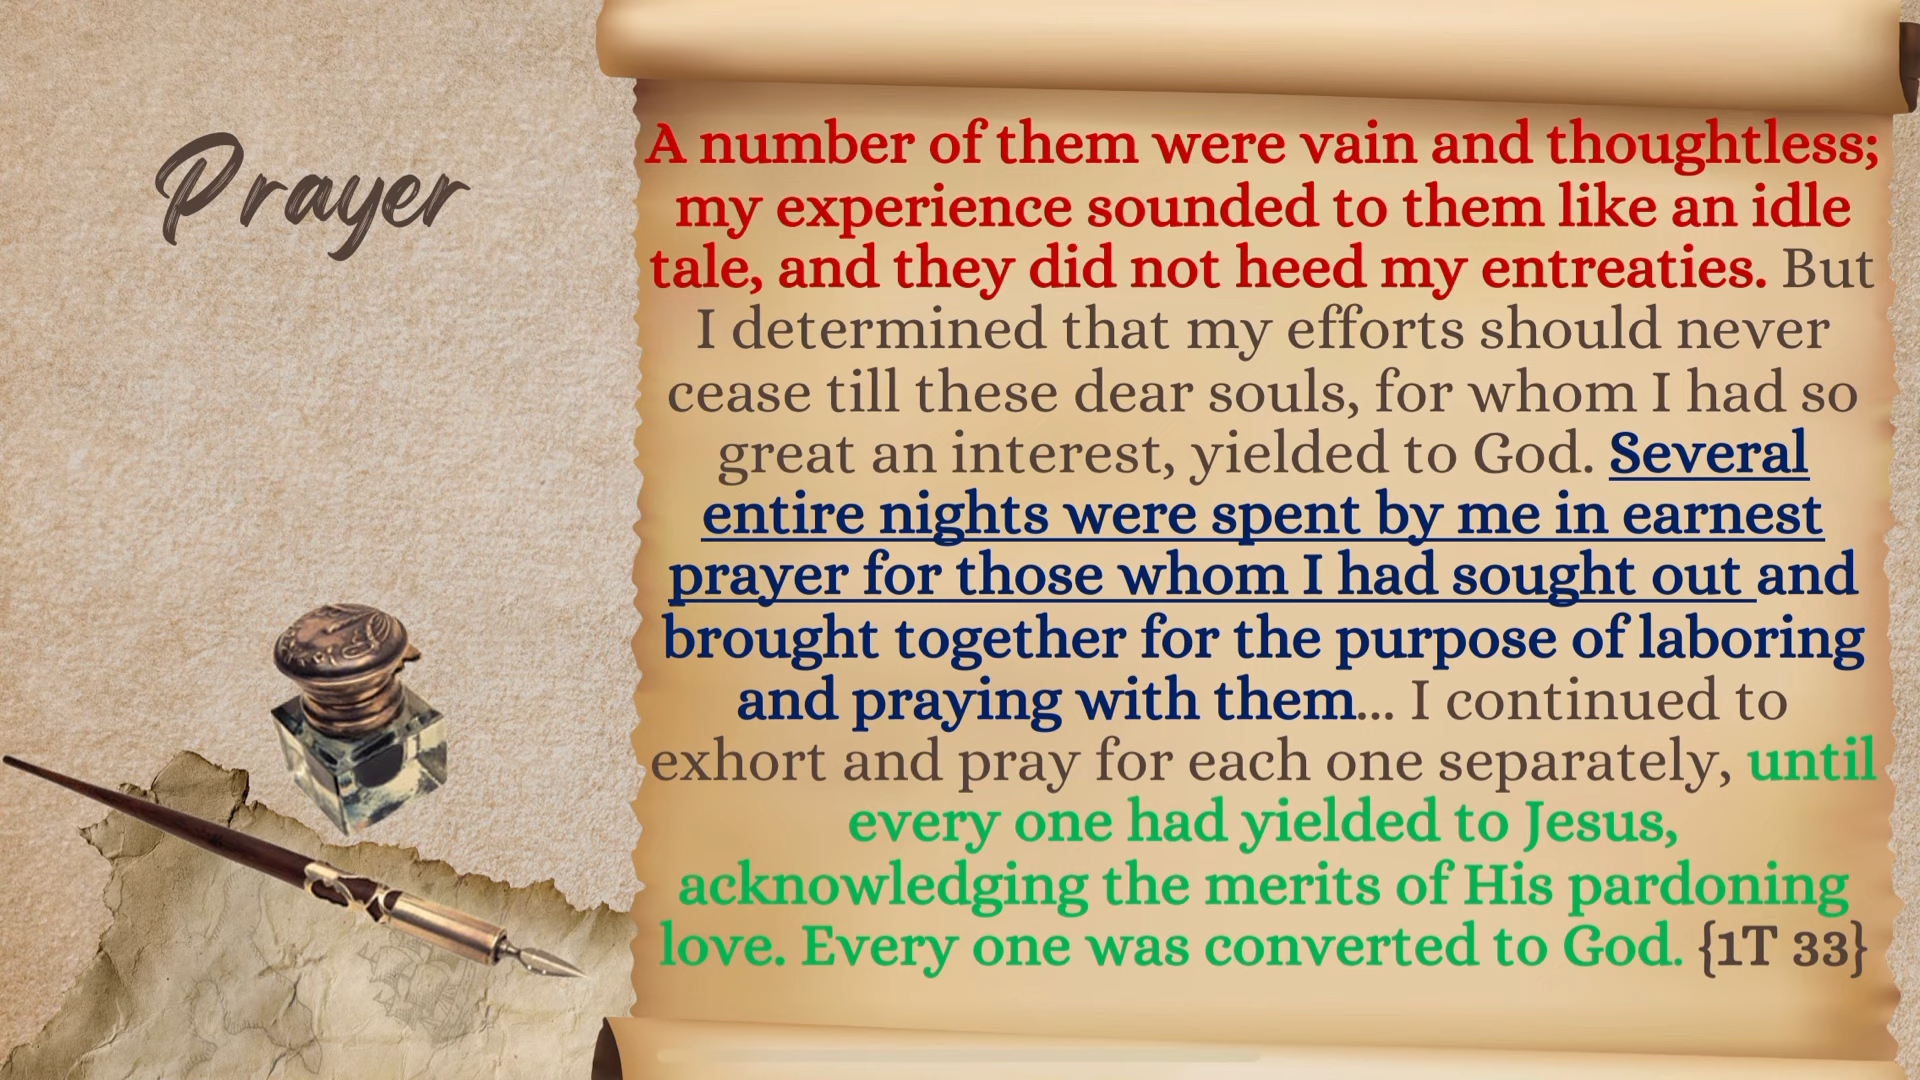 Prayer
A number of them were vain and thoughtless;
my experience sounded to them like an idle
tale, and they did not heed my entreaties. But
I determined that my efforts should never
cease till these dear souls, for whom I had so
great an interest, yielded to God. Several
entire nights were spent by me in earnest
prayer for those whom I had sought out and
brought together for the purpose of laboring
and praying with them... I continued to
exhort and pray for each one separately, until
every one had yielded to Jesus,
acknowledging the merits of His pardoning
love. Every one was converted to God. {1T 33}